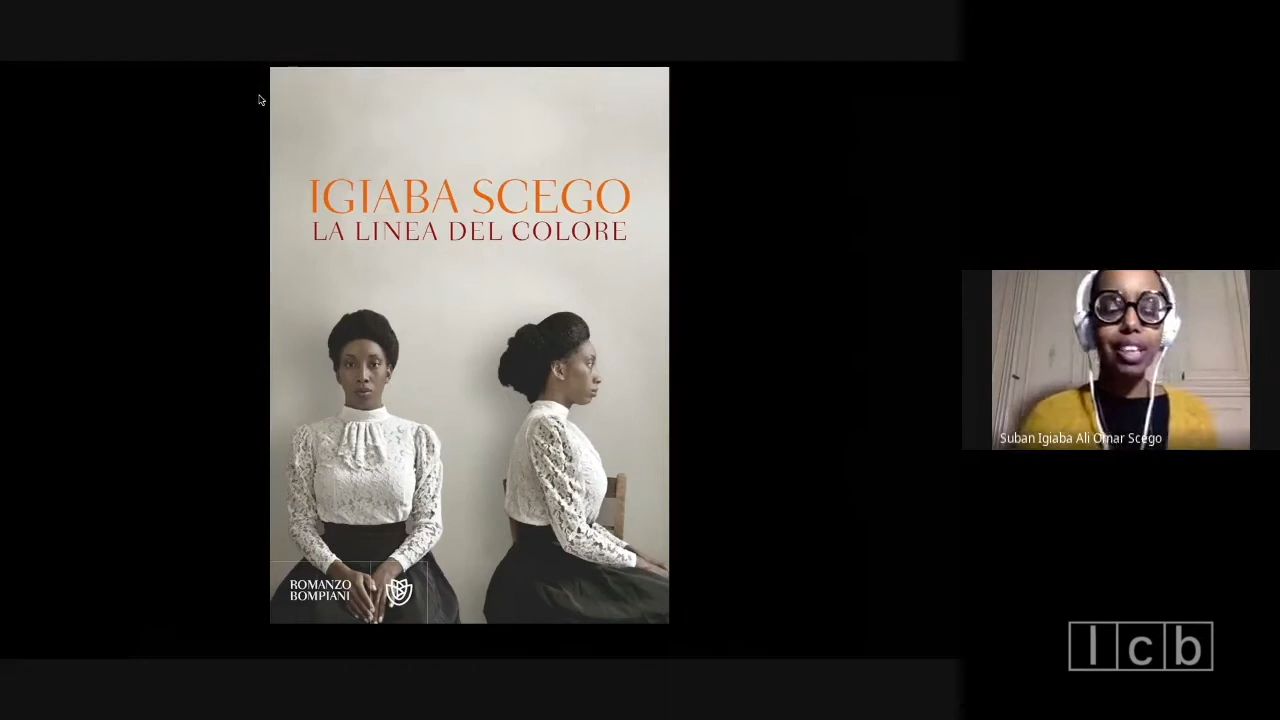 IGIABA SCEGO
LA LINEA DEL COLORE
ROMANZO
BOMPIANI
Suban Igiaba Ali Omar Scego
lcb